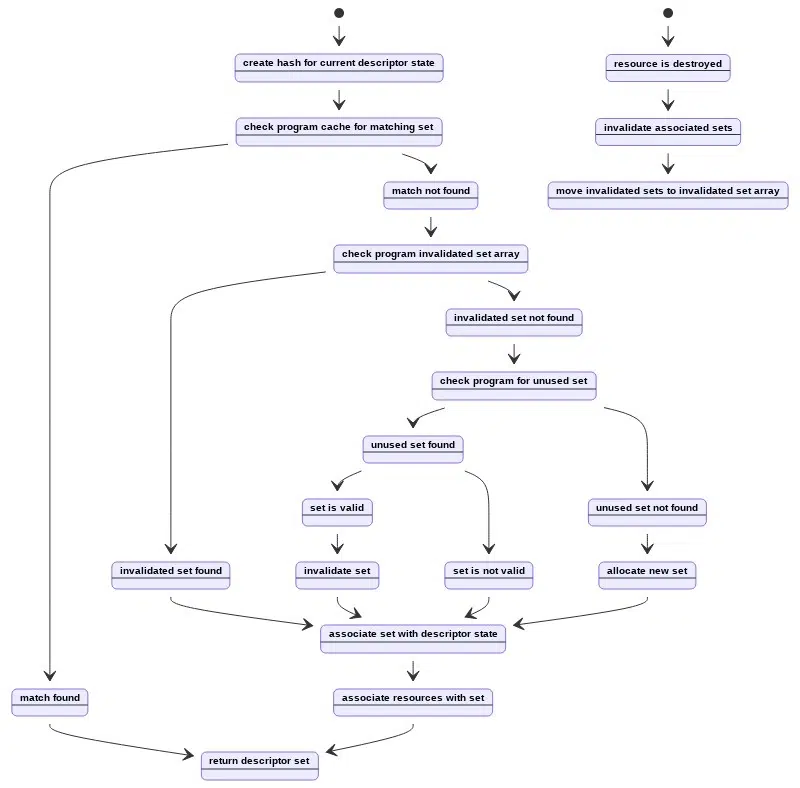 create hash for current descriptor state
resource is destroyed
check program cache for matching set
invalidate associated sets
match not found
move invalidated sets to invalidated set array
check program invalidated set array
invalidated set not found
check program for unused set
unused set found
set is valid
unused set not found
invalidated set found
invalidate set
set is not valid
allocate new set
associate set with descriptor state
match found
associate resources with set
return descriptor set